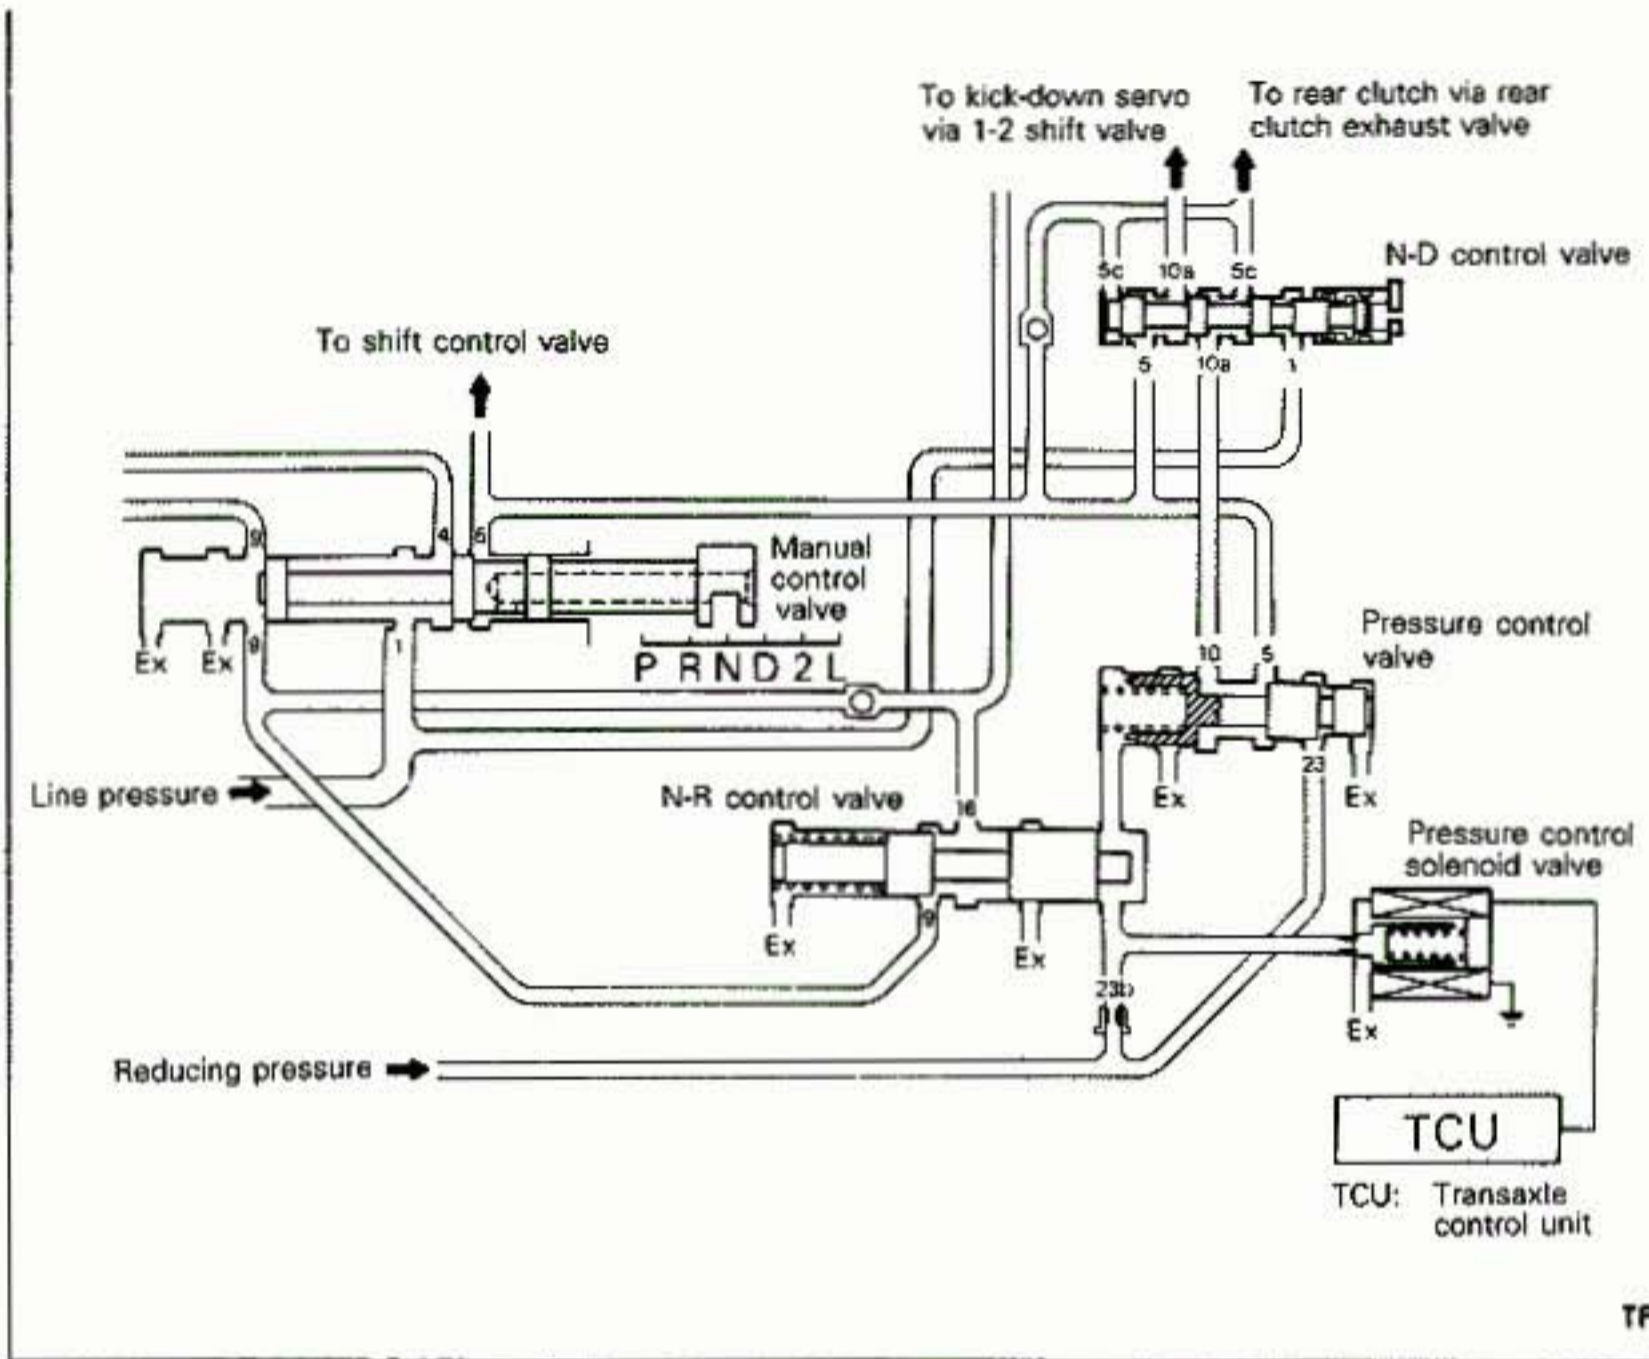 To kick-down servo
via 1-2 shift valve
To rear clutch via rear
clutch exhaust valve
N-D control valve
5c 10a 5c
5 10a 1
To shift control valve
9 4 5
Manual
control
valve
Ex Ex 9 1
P R N D 2 L
Pressure control
valve
10 5
23
Ex Ex
Line pressure
N-R control valve
16
Pressure control
solenoid valve
9
Ex Ex
23b
Ex
Reducing pressure
TCU
TCU: Transaxle
control unit